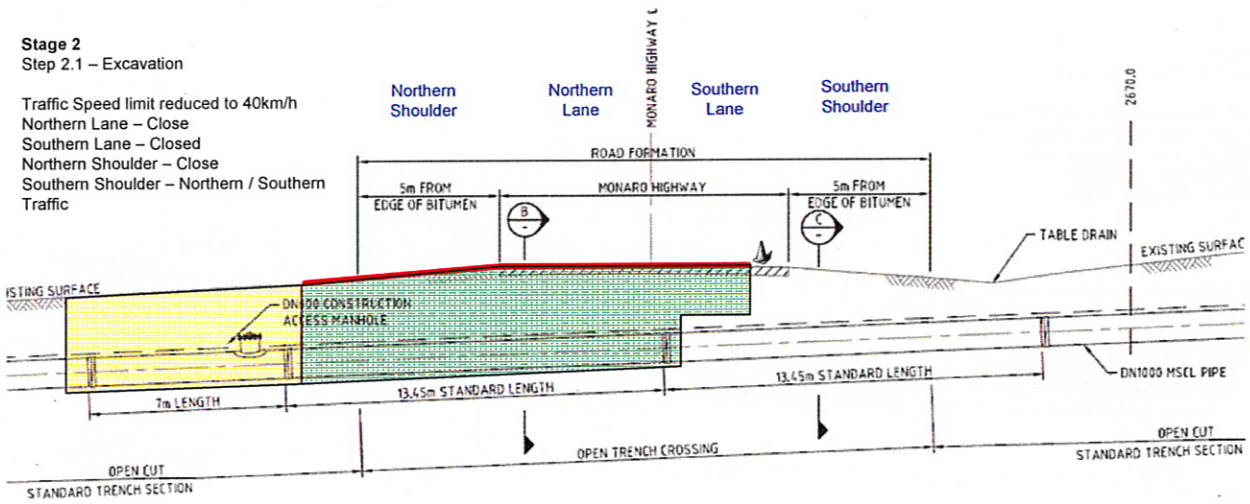 Stage 2
Step 2.1 – Excavation
Traffic Speed limit reduced to 40km/h
Northern Lane – Close
Southern Lane – Closed
Northern Shoulder – Close
Southern Shoulder – Northern / Southern
Traffic
Northern
Shoulder
Northern
Lane
MONARO HIGHWAY
Southern
Lane
Southern
Shoulder
2670.0
ROAD FORMATION
5m FROM
EDGE OF BITUMEN
MONARO HIGHWAY
5m FROM
EDGE OF BITUMEN
B
-
C
-
TABLE DRAIN
EXISTING SURFAC
ISTING SURFACE
DN600 CONSTRUCTION
ACCESS MANHOLE
DN1000 MSCL PIPE
7m LENGTH
13.45m STANDARD LENGTH
13.45m STANDARD LENGTH
OPEN CUT
STANDARD TRENCH SECTION
OPEN TRENCH CROSSING
OPEN CUT
STANDARD TRENCH SECTION